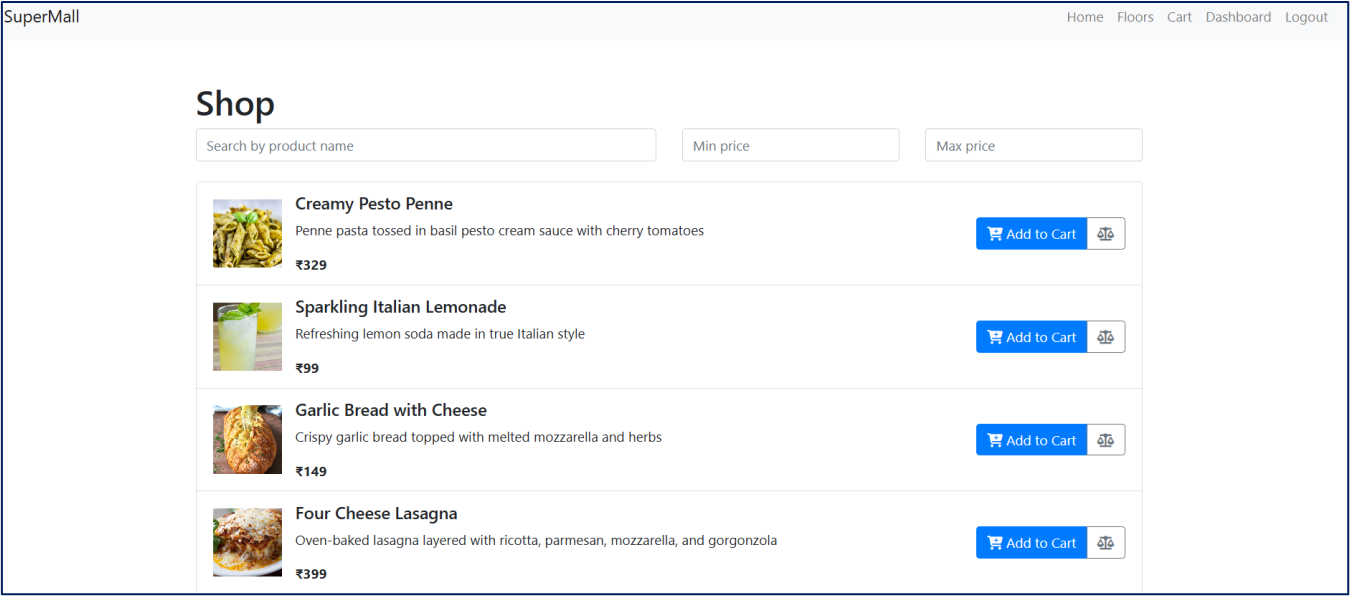 SuperMall
Home Floors Cart Dashboard Logout
Shop
Search by product name
Min price
Max price
Creamy Pesto Penne
Penne pasta tossed in basil pesto cream sauce with cherry tomatoes
₹329
Add to Cart
Sparkling Italian Lemonade
Refreshing lemon soda made in true Italian style
₹99
Add to Cart
Garlic Bread with Cheese
Crispy garlic bread topped with melted mozzarella and herbs
₹149
Add to Cart
Four Cheese Lasagna
Oven-baked lasagna layered with ricotta, parmesan, mozzarella, and gorgonzola
₹399
Add to Cart